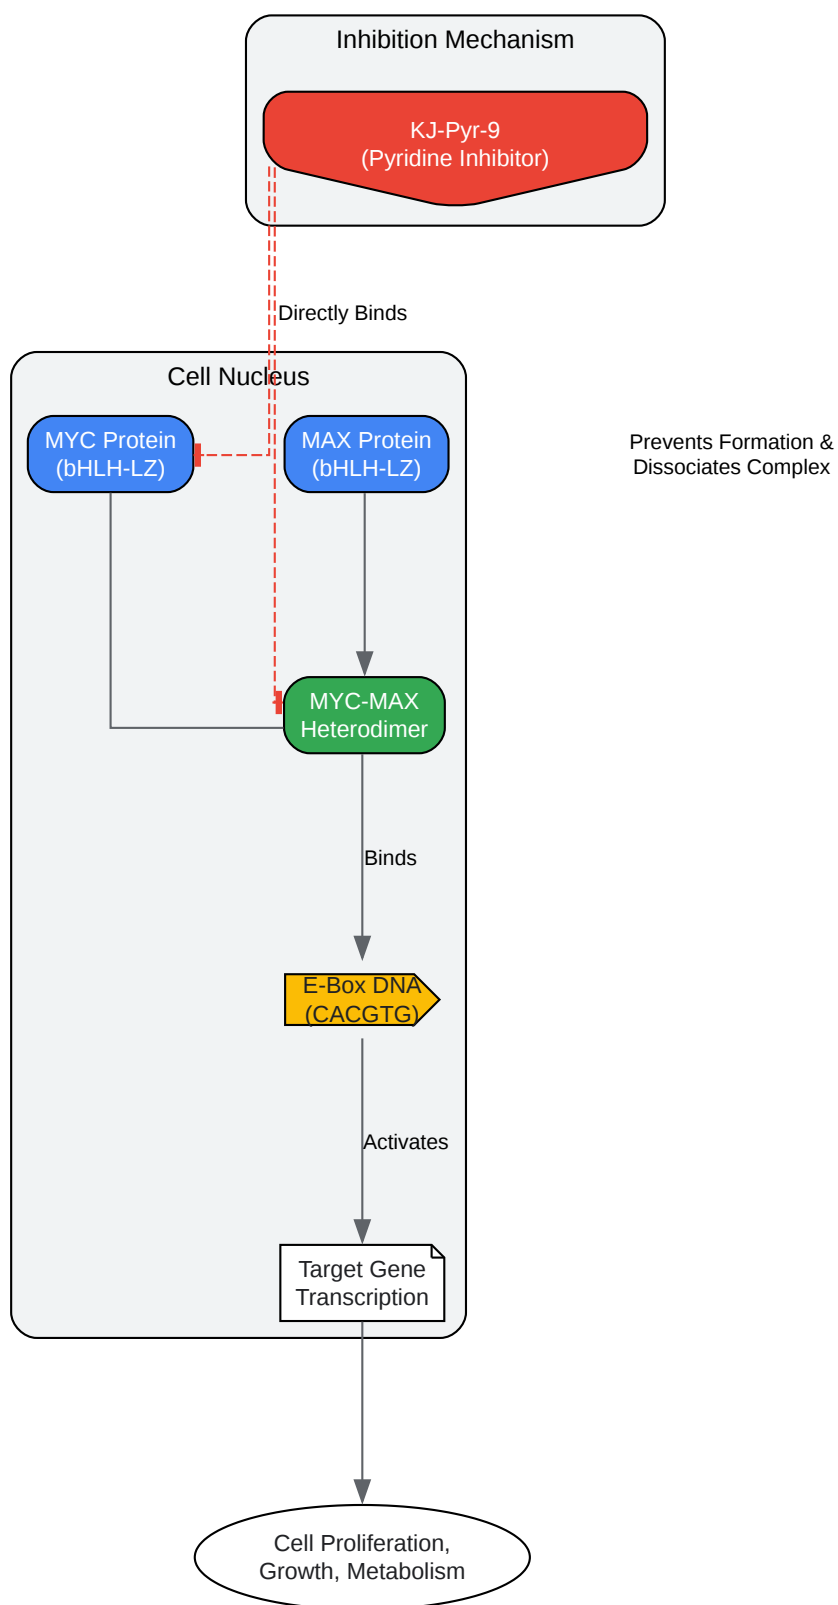 Inhibition Mechanism
KJ-Pyr-9
(Pyridine Inhibitor)
Directly Binds
Cell Nucleus
MYC Protein
(bHLH-LZ)
MAX Protein
(bHLH-LZ)
Prevents Formation &
Dissociates Complex
MYC-MAX
Heterodimer
Binds
E-Box DNA
(CACGTG)
Activates
Target Gene
Transcription
Cell Proliferation,
Growth, Metabolism